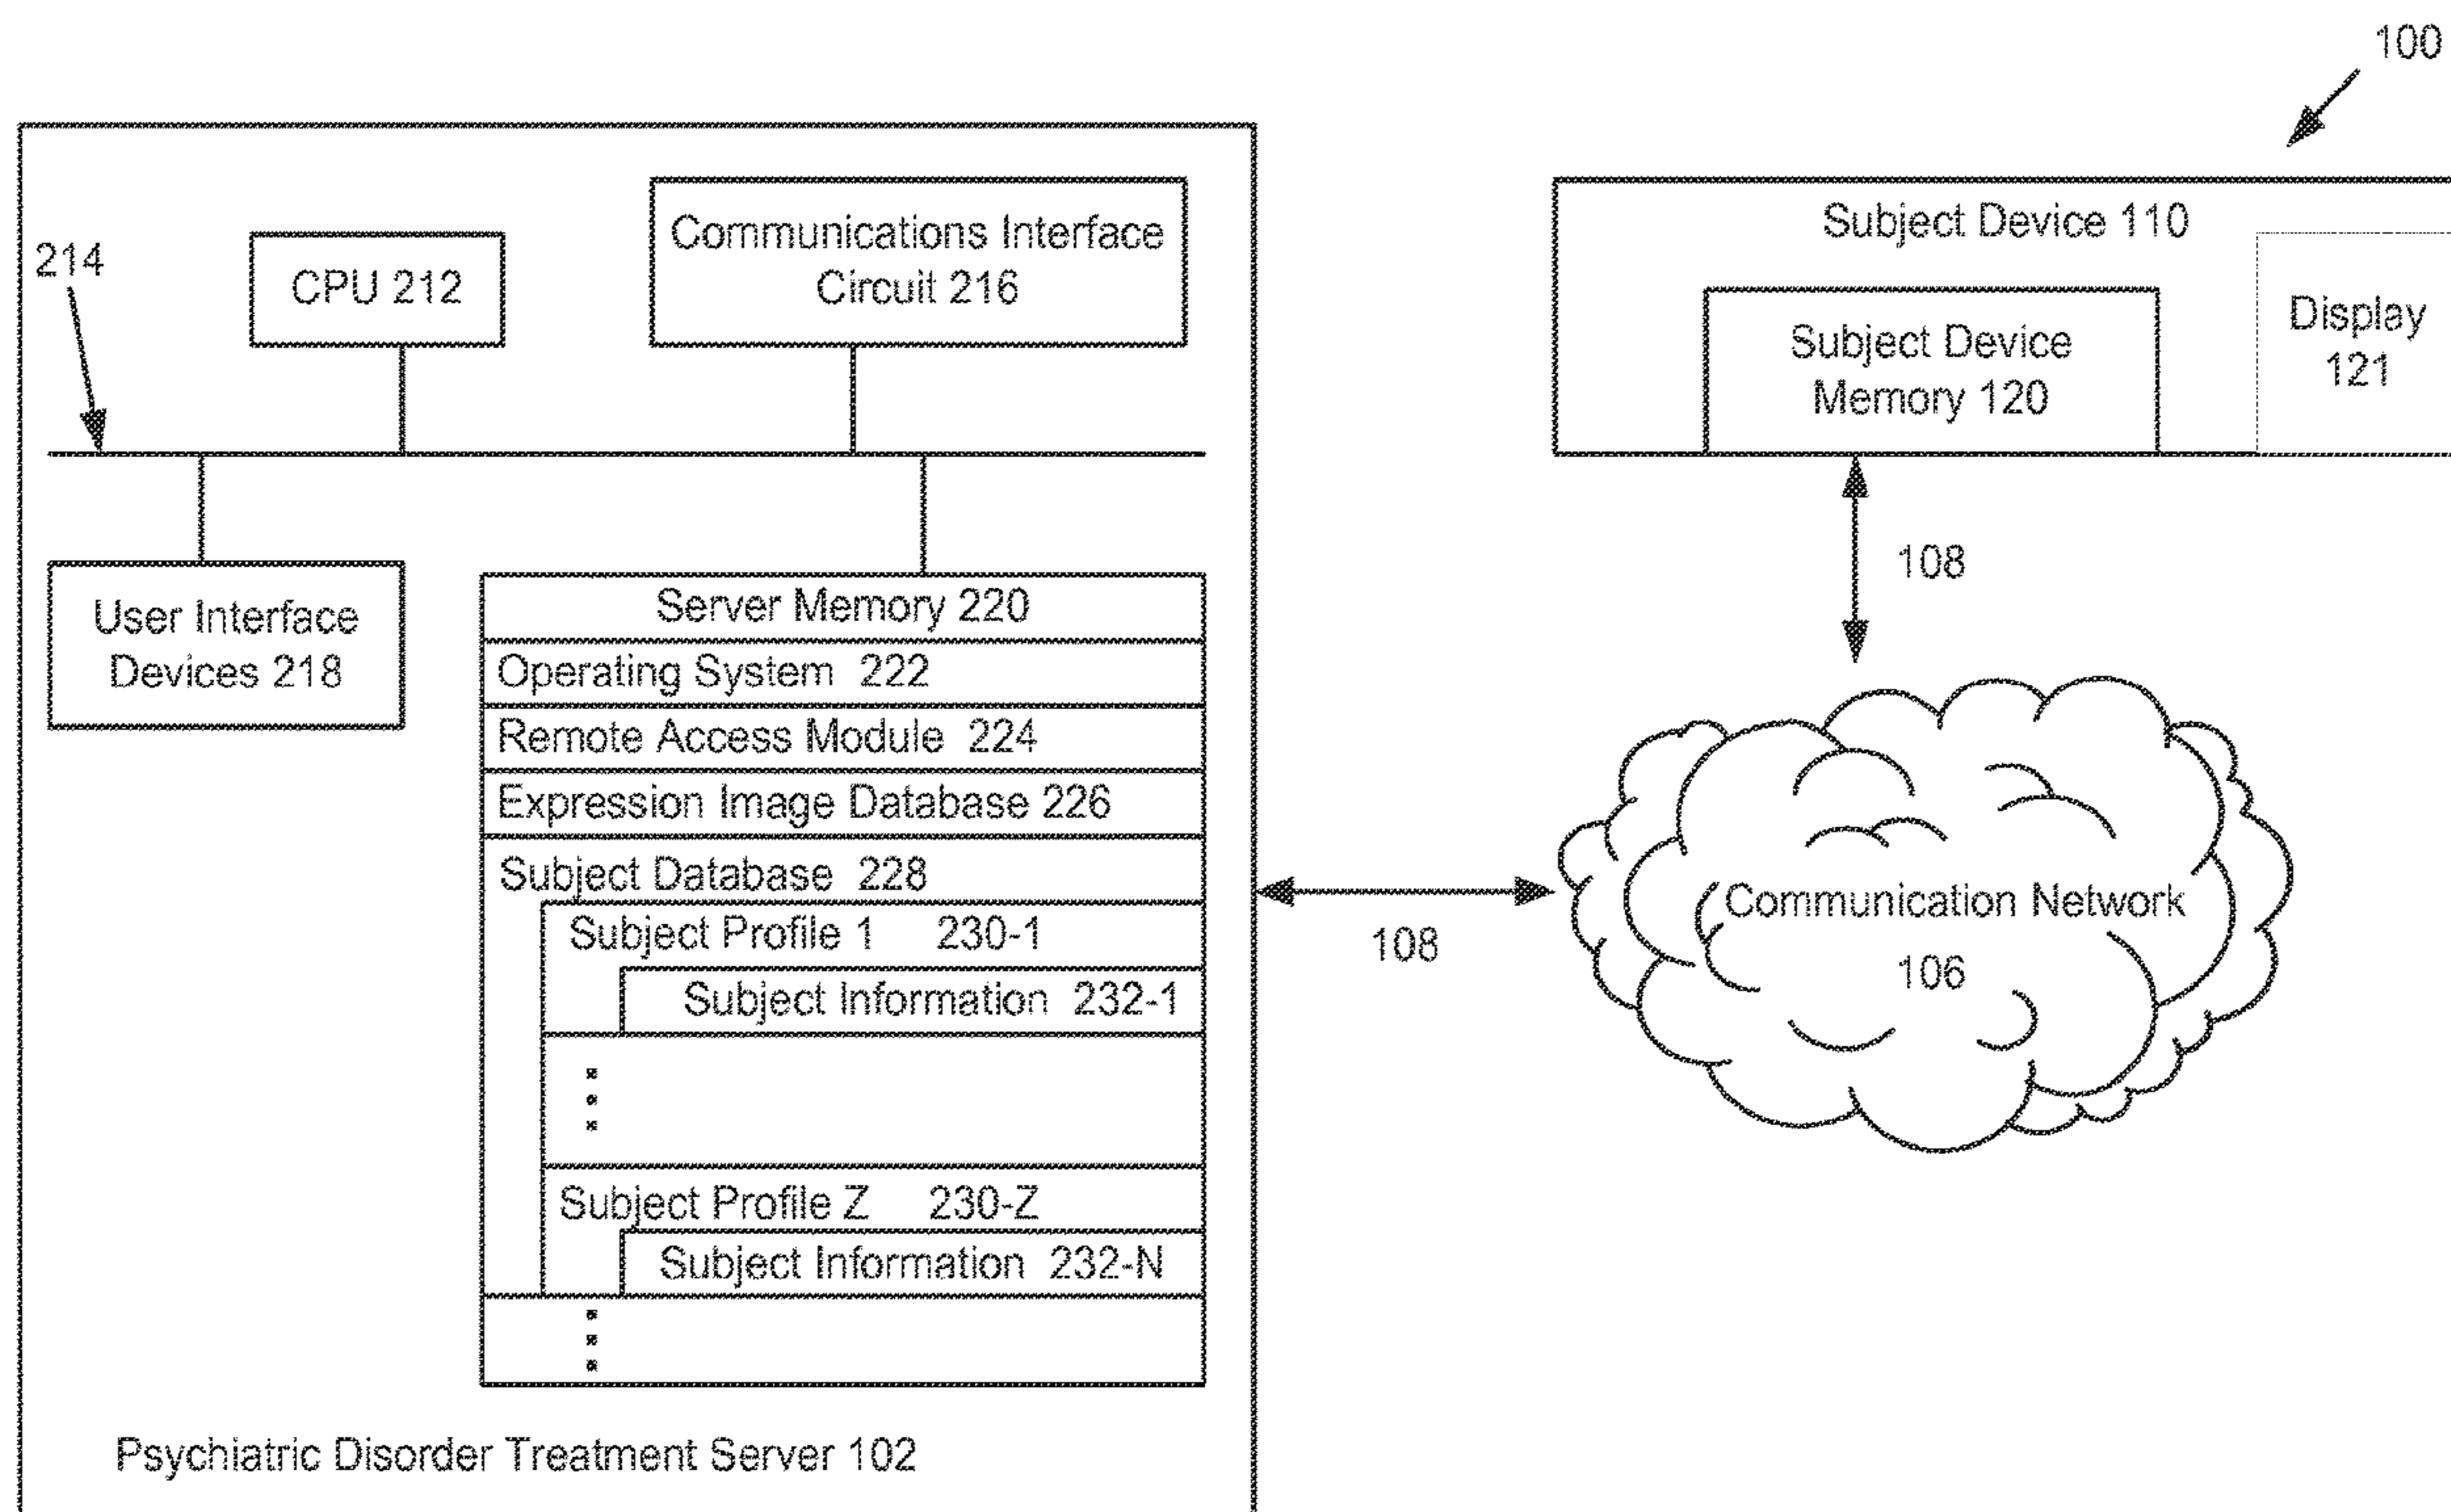 100
214
CPU 212
Communications Interface
Circuit 216
Subject Device 110
Subject Device
Memory 120
Display
121
108
User Interface
Devices 218
Server Memory 220
Operating System 222
Remote Access Module 224
Expression Image Database 226
Subject Database 228
Subject Profile 1 230-1
Subject Information 232-1
Subject Profile Z 230-Z
Subject Information 232-N
108
Communication Network
106
Psychiatric Disorder Treatment Server 102